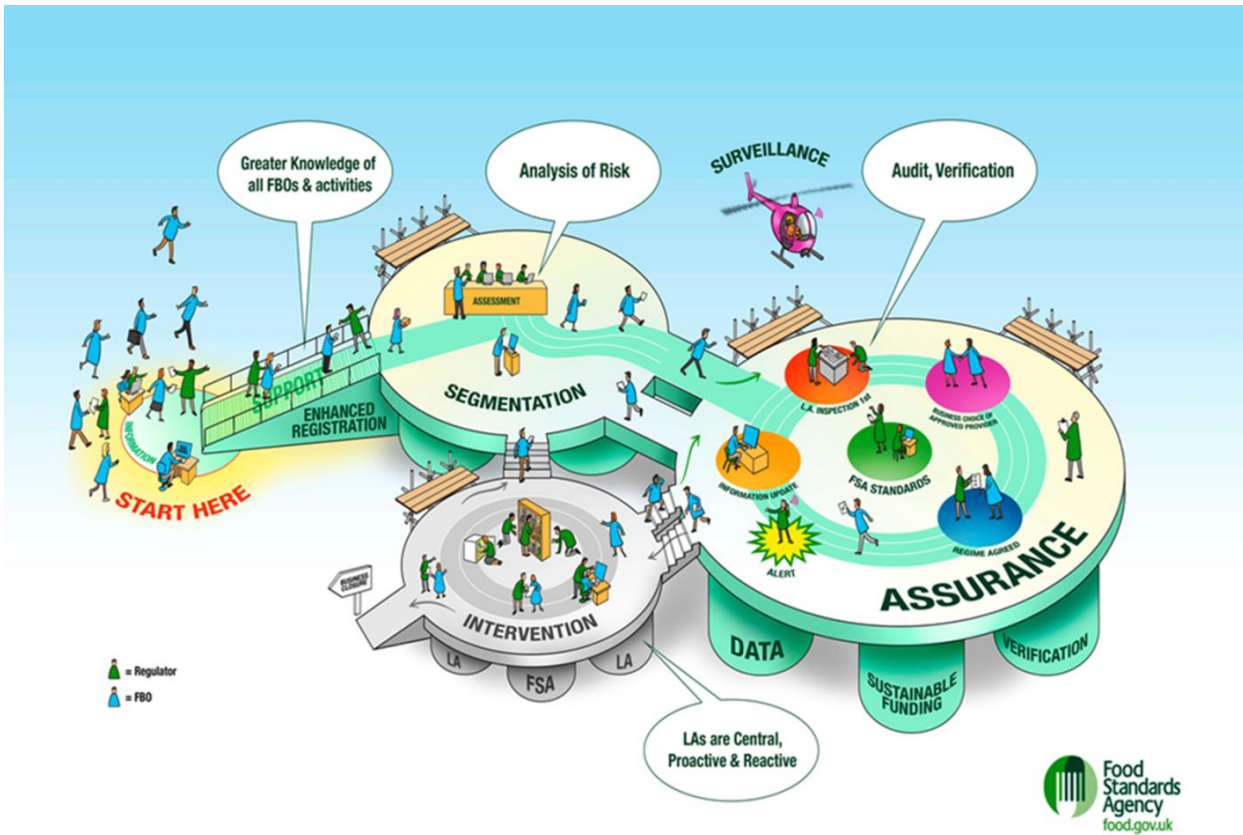 Greater Knowledge of
all FBOs & activities
Analysis of Risk
SURVEILLANCE
Audit, Verification
ASSESSMENT
SUPPORT
ENHANCED
REGISTRATION
SEGMENTATION
INFORMATION
START HERE
L.A. INSPECTION 1st
BUSINESS CHOICE OF
APPROVED PROVIDER
INFORMATION UPDATE
FSA STANDARDS
REGIME AGREED
ALERT
ASSURANCE
BUSINESS
CLOSURE
INTERVENTION
LA
FSA
LA
DATA
SUSTAINABLE
FUNDING
VERIFICATION
= Regulator
= FBO
LAs are Central,
Proactive & Reactive
Food
Standards
Agency
food.gov.uk